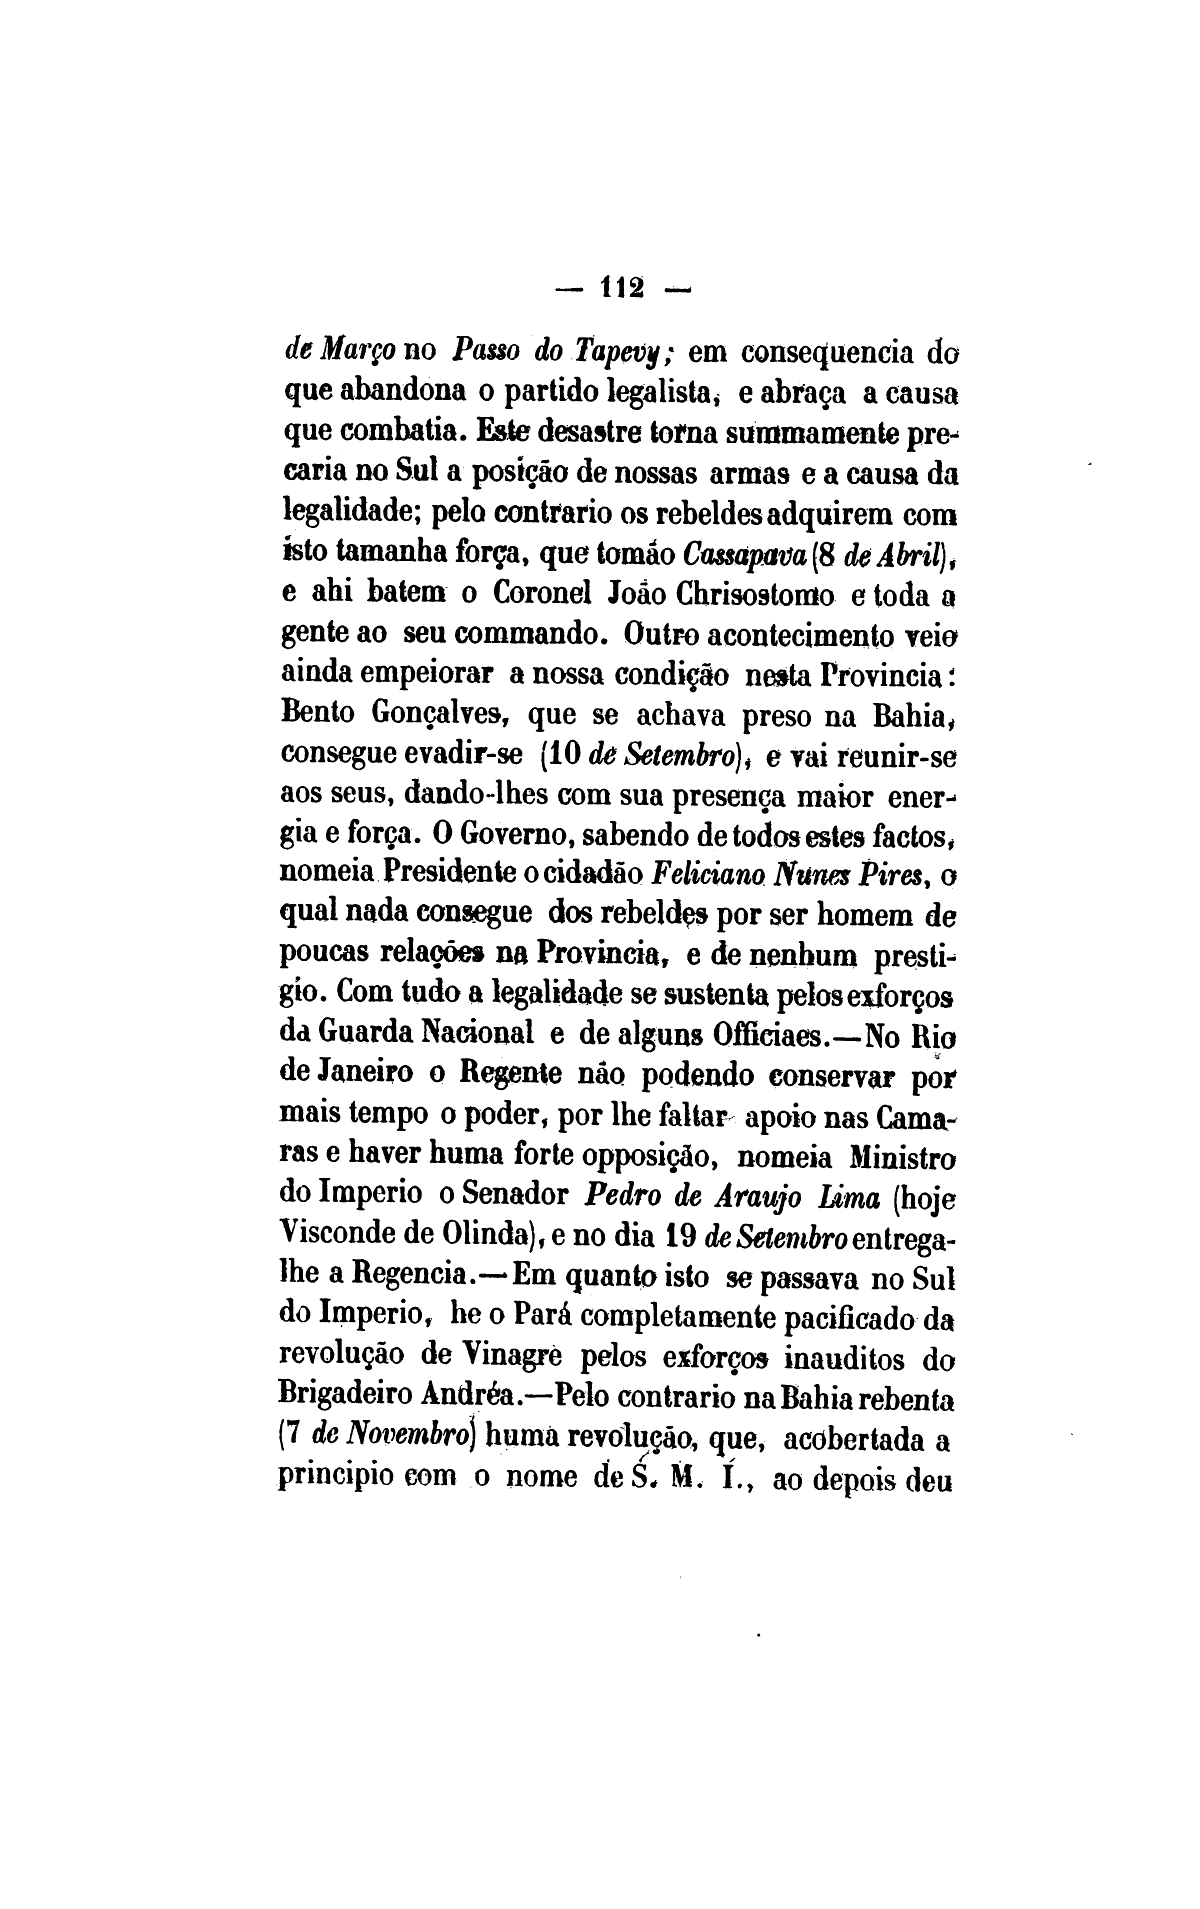 — 112 —
de Março no Passo do Tapevy; em consequencia do
que abandona o partido legalista, e abraça a causa
que combatia. Este desastre torna summamente pre-
caria no Sul a posição de nossas armas e a causa da
legalidade; pelo contrario os rebeldes adquirem com
isto tamanha força, que tomão Cassapava (8 de Abril),
e ahi batem o Coronel João Chrisostomo e toda a
gente ao seu commando. Outro acontecimento veio
ainda empeiorar a nossa condição nesta Provincia:
Bento Gonçalves, que se achava preso na Bahia,
consegue evadir-se (10 de Setembro), e vai reunir-se
aos seus, dando-lhes com sua presença maior ener-
gia e força. O Governo, sabendo de todos estes factos,
nomeia Presidente o cidadão Feliciano Nunes Pires, o
qual nada consegue dos rebeldes por ser homem de
poucas relações na Provincia, e de nenhum presti-
gio. Com tudo a legalidade se sustenta pelos exforços
da Guarda Nacional e de alguns Officiaes.—No Rio
de Janeiro o Regente não podendo conservar por
mais tempo o poder, por lhe faltar apoio nas Cama-
ras e haver huma forte opposição, nomeia Ministro
do Imperio o Senador Pedro de Araujo Lima (hoje
Visconde de Olinda), e no dia 19 de Setembro entrega-
lhe a Regencia.—Em quanto isto se passava no Sul
do Imperio, he o Pará completamente pacificado da
revolução de Vinagre pelos exforços inauditos do
Brigadeiro Andréa.—Pelo contrario na Bahia rebenta
(7 de Novembro) huma revolução, que, acobertada a
principio com o nome de S. M. I., ao depois deu